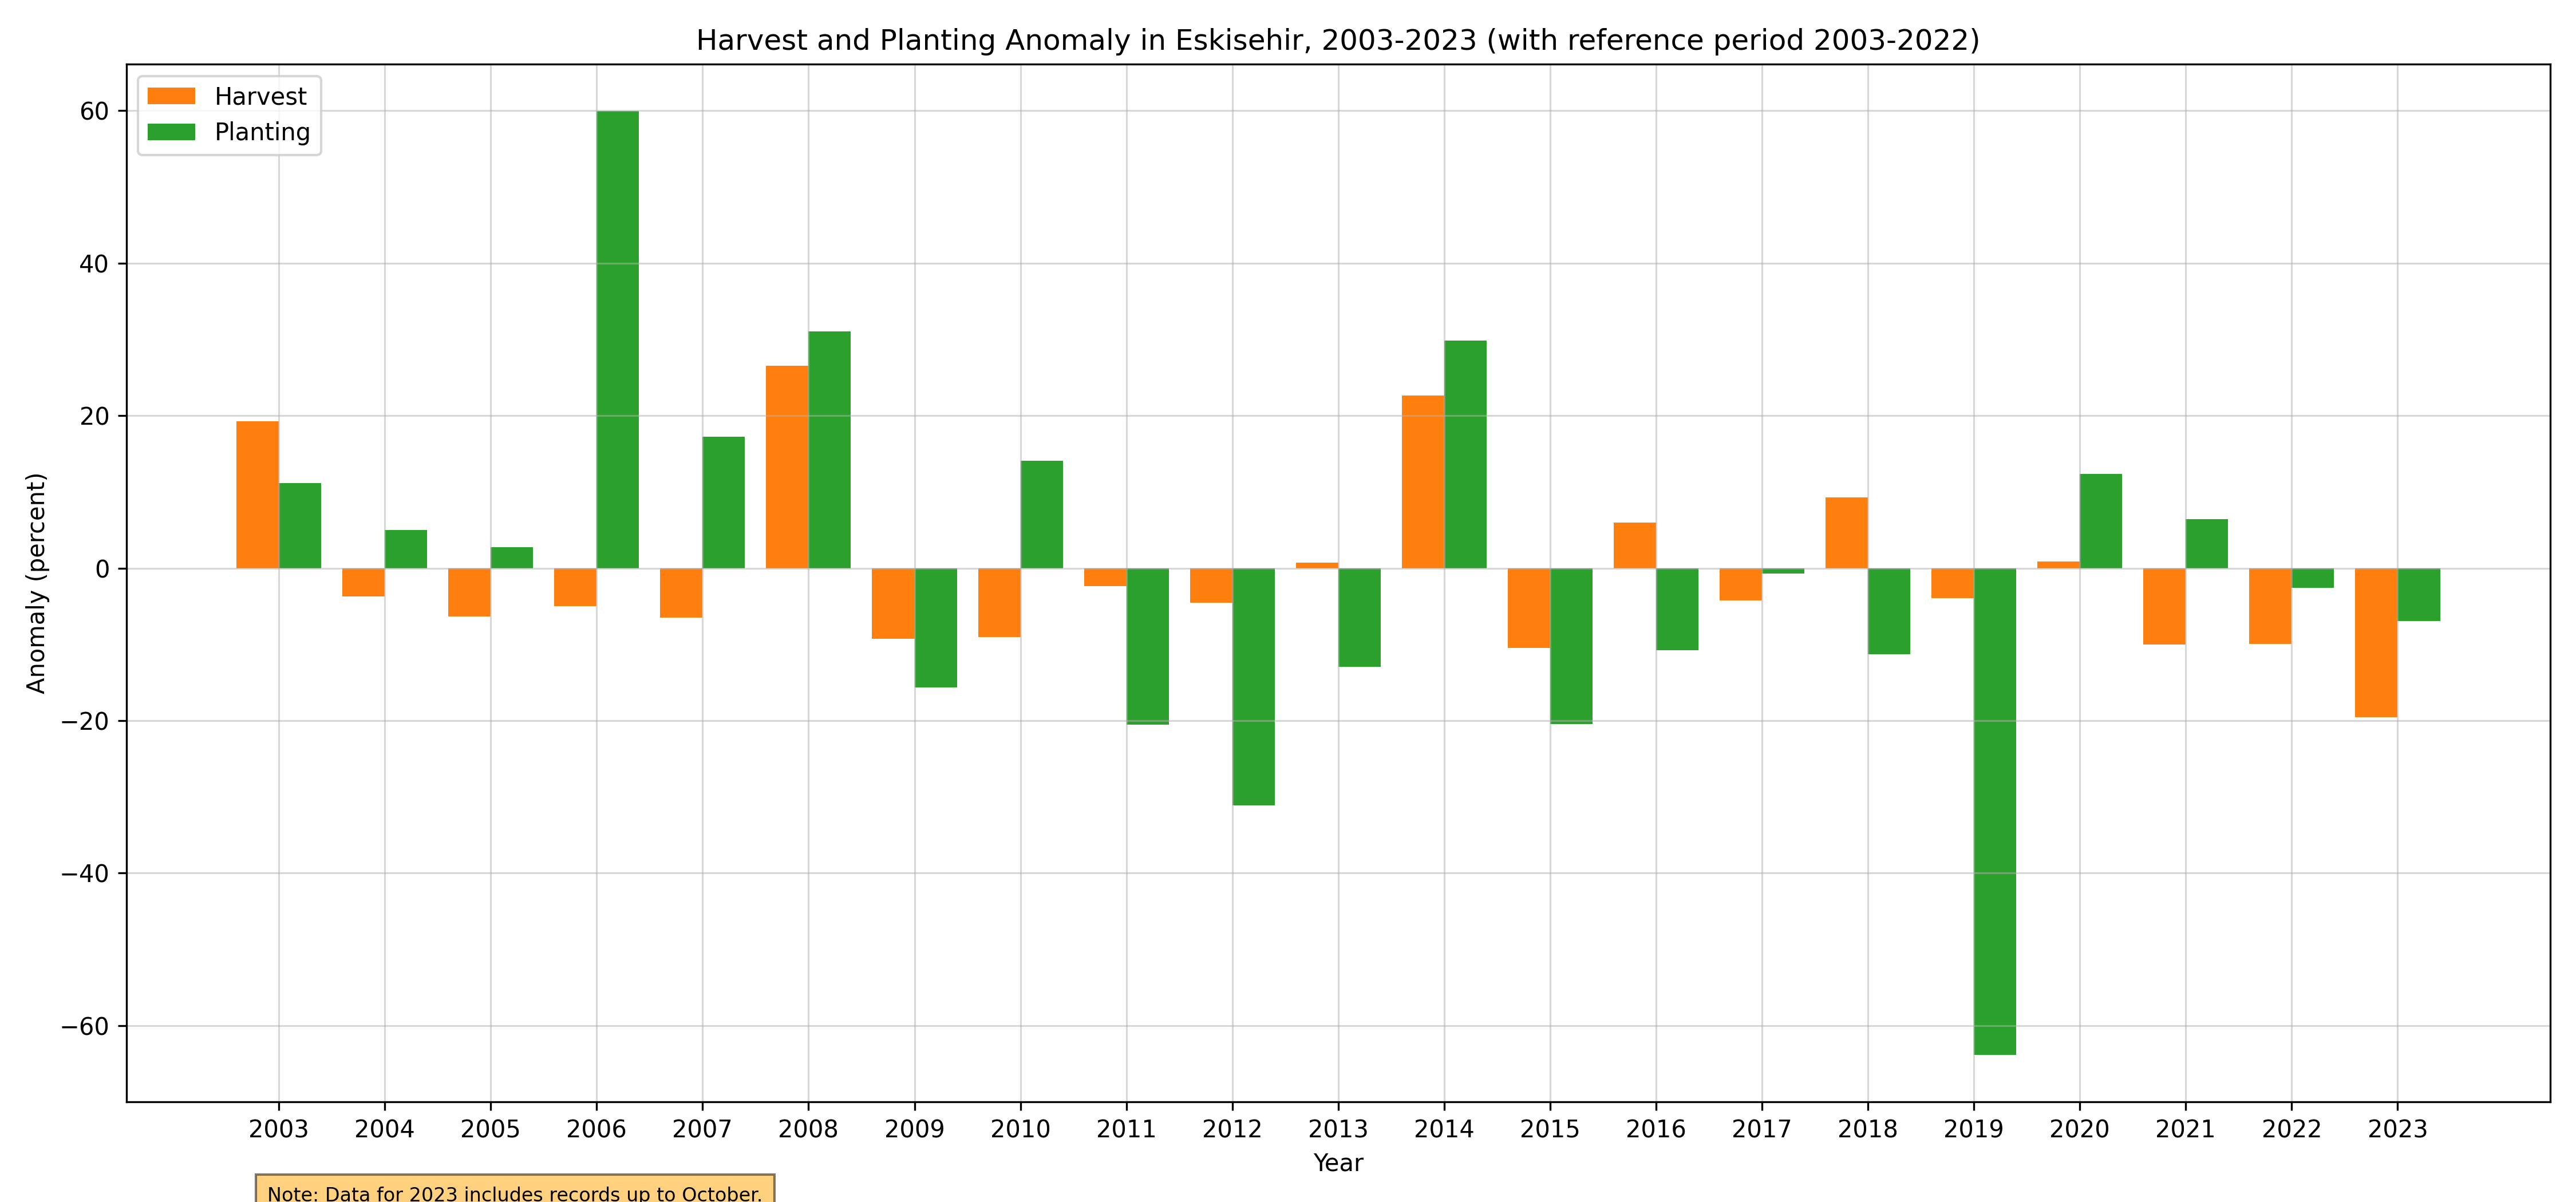 Harvest and Planting Anomaly in Eskisehir, 2003-2023 (with reference period 2003-2022)
Harvest
Planting
60
40
20
0
−20
−40
−60
Anomaly (percent)
2003 2004 2005 2006 2007 2008 2009 2010 2011 2012 2013 2014 2015 2016 2017 2018 2019 2020 2021 2022 2023
Year
Note: Data for 2023 includes records up to October.